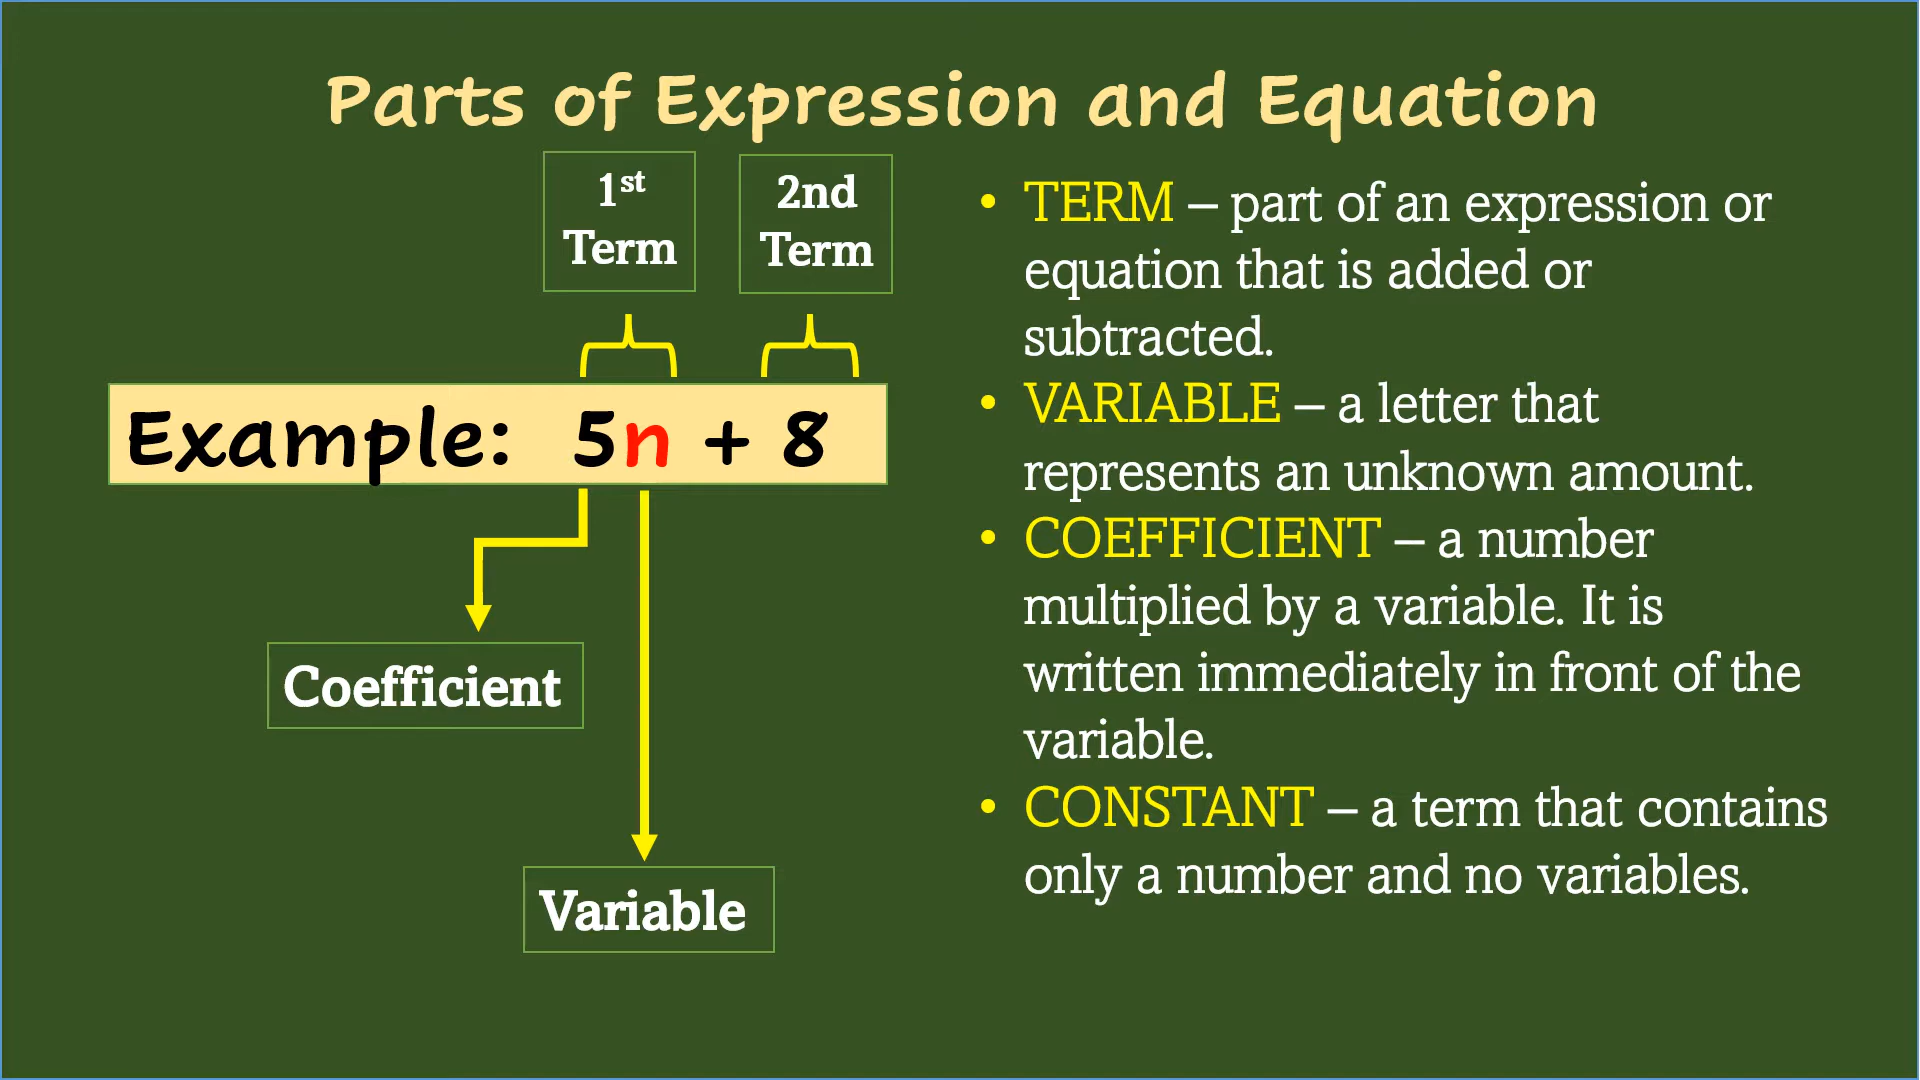 Parts of Expression and Equation
1st
Term
2nd
Term
Example: 5n + 8
Coefficient
Variable
• TERM – part of an expression or
equation that is added or
subtracted.
• VARIABLE – a letter that
represents an unknown amount.
• COEFFICIENT – a number
multiplied by a variable. It is
written immediately in front of the
variable.
• CONSTANT – a term that contains
only a number and no variables.